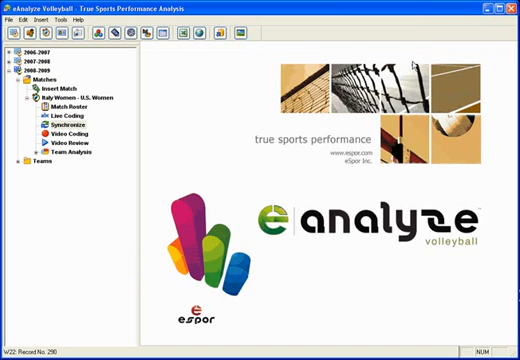 eAnalyze Volleyball - True Sports Performance Analysis
File Edit Insert Tools Help
2006-2007
2007-2008
2008-2009
Matches
Insert Match
Italy Women - U.S. Women
Match Roster
Live Coding
Synchronize
Video Coding
Video Review
Team Analysis
Teams
true sports performance
www.espor.com
eSpor Inc.
e analyze
volleyball
espor
W22: Record No. 290
NUM